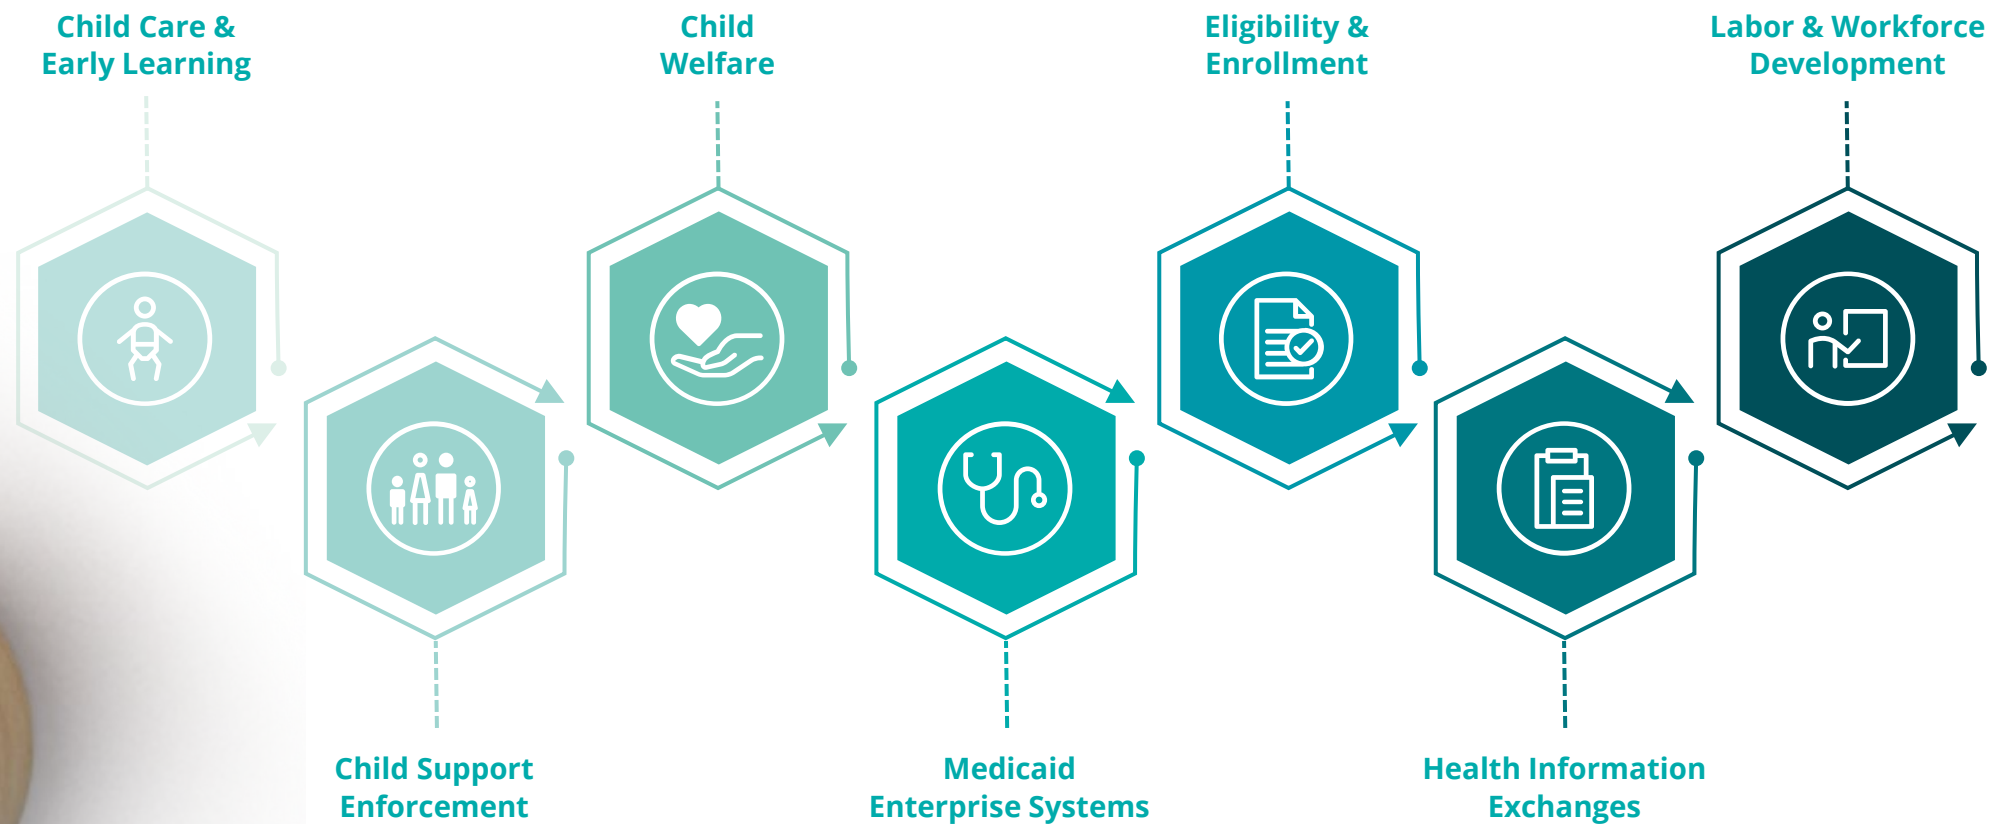 Child Care &
Early Learning
Child
Welfare
Eligibility &
Enrollment
Labor & Workforce
Development
Child Support
Enforcement
Medicaid
Enterprise Systems
Health Information
Exchanges